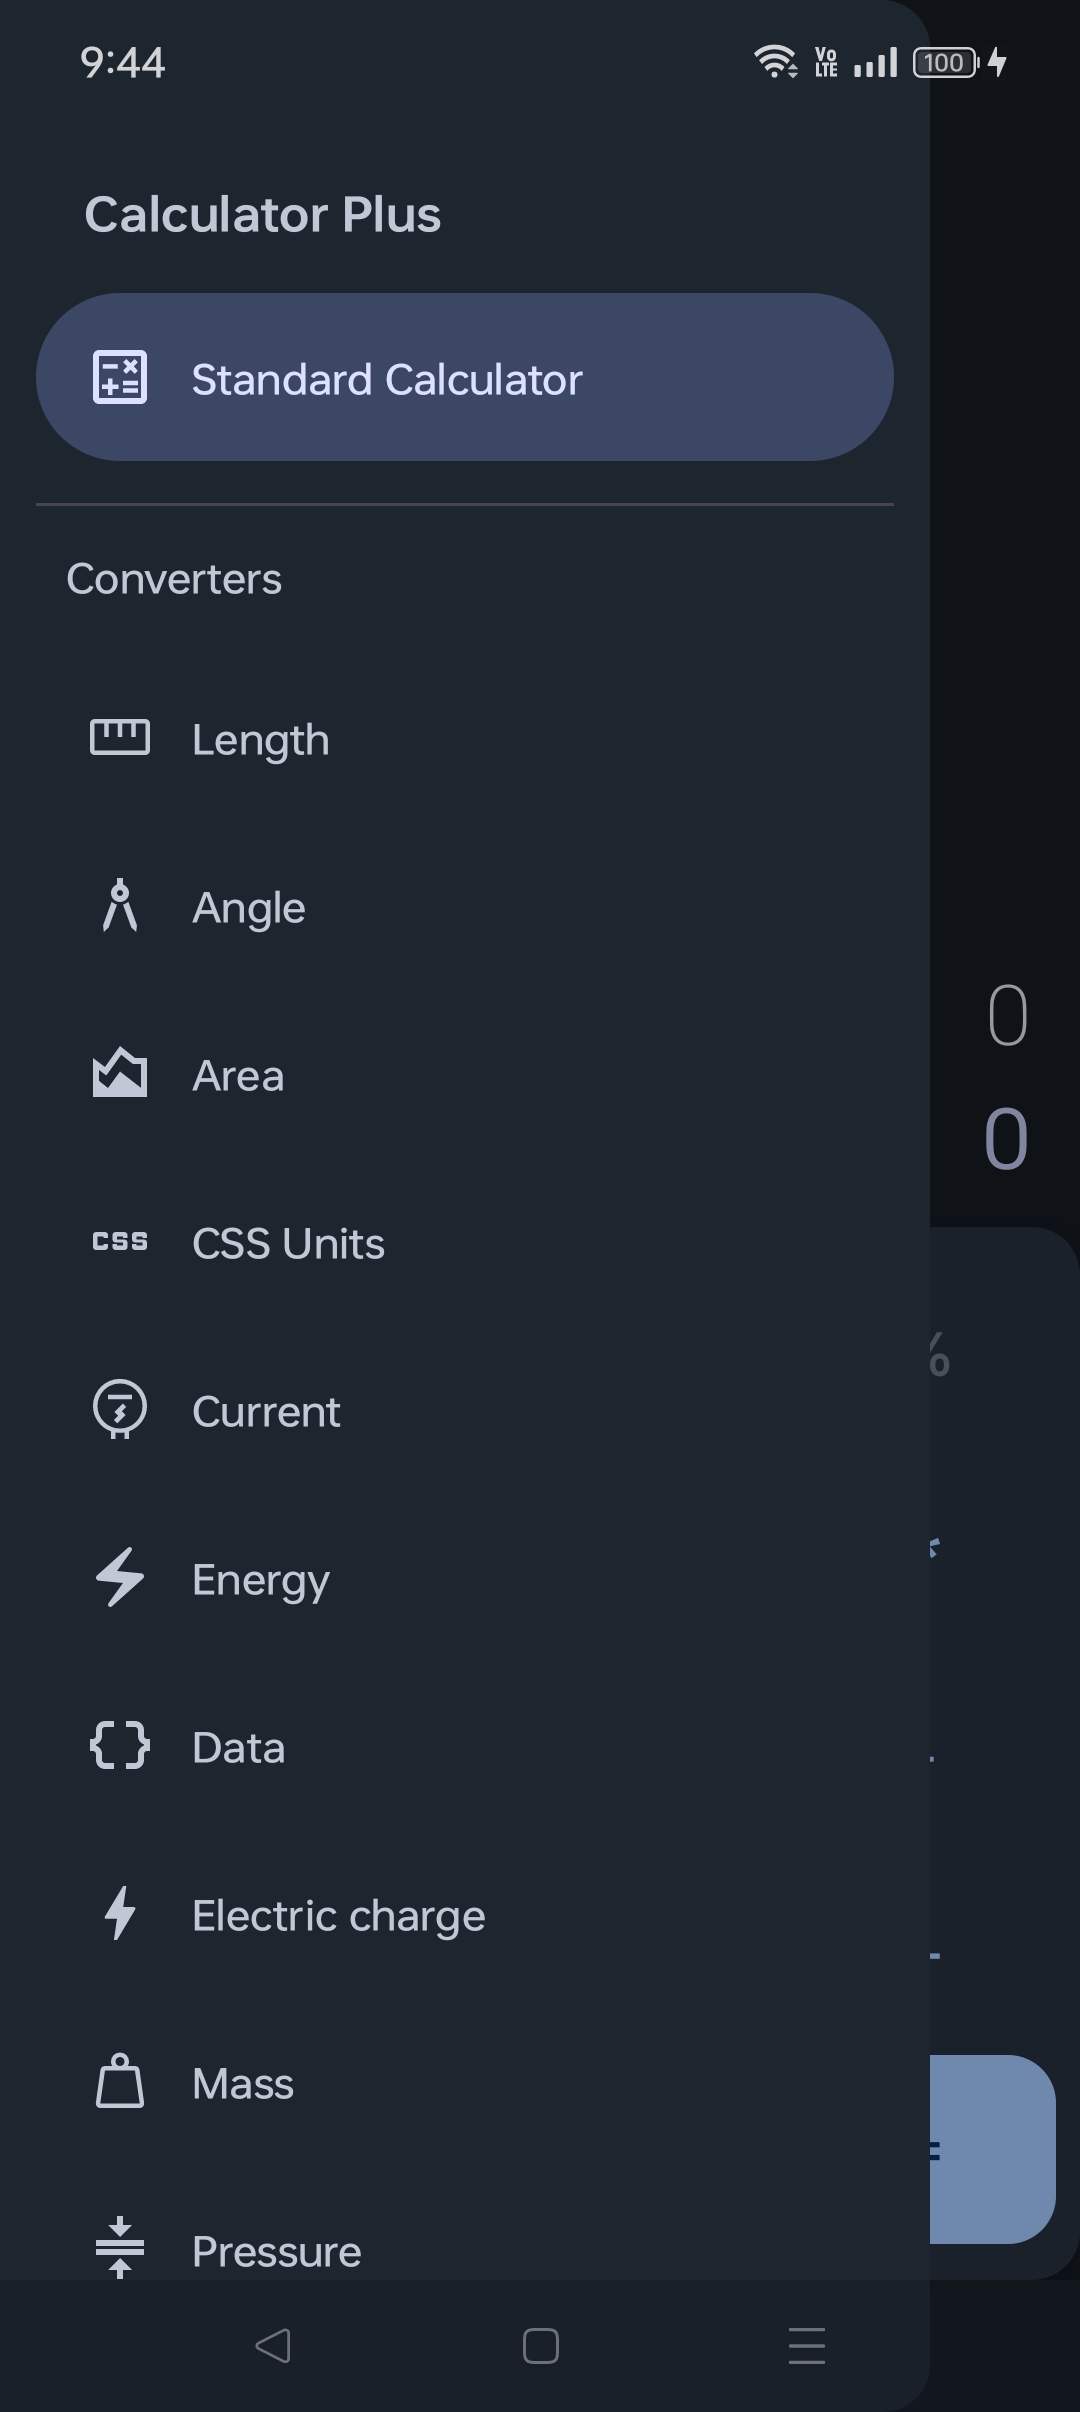 9:44
Vo
LTE
100
Calculator Plus
Standard Calculator
Converters
Length
Angle
Area
0
0
CSS
CSS Units
%
Current
*
Energy
Data
Electric charge
Mass
=
Pressure